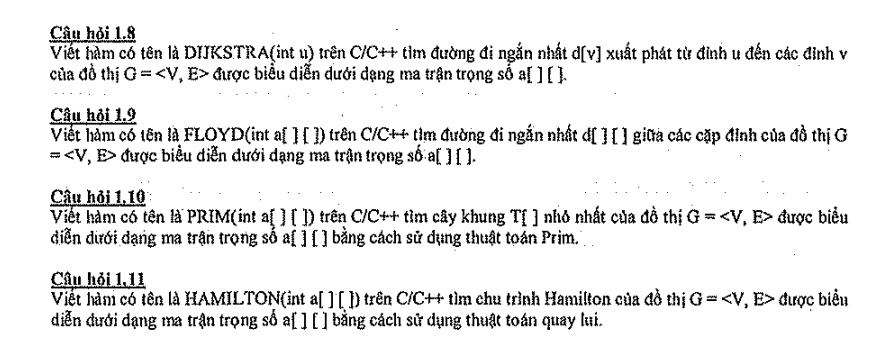 Câu hỏi 1.8
Viết hàm có tên là DIJKSTRA(int u) trên C/C++ tìm đường đi ngắn nhất d[v] xuất phát từ đỉnh u đến các đỉnh v
của đồ thị G = <V, E> được biểu diễn dưới dạng ma trận trọng số a[ ] [ ].
Câu hỏi 1.9
Viết hàm có tên là FLOYD(int a[ ] [ ]) trên C/C++ tìm đường đi ngắn nhất d[ ] [ ] giữa các cặp đỉnh của đồ thị G
= <V, E> được biểu diễn dưới dạng ma trận trọng số a[ ] [ ].
Câu hỏi 1.10
Viết hàm có tên là PRIM(int a[ ] [ ]) trên C/C++ tìm cây khung T[ ] nhỏ nhất của đồ thị G = <V, E> được biểu
diễn dưới dạng ma trận trọng số a[ ] [ ] bằng cách sử dụng thuật toán Prim.
Câu hỏi 1.11
Viết hàm có tên là HAMILTON(int a[ ] [ ]) trên C/C++ tìm chu trình Hamilton của đồ thị G = <V, E> được biểu
diễn dưới dạng ma trận trọng số a[ ] [ ] bằng cách sử dụng thuật toán quay lui.